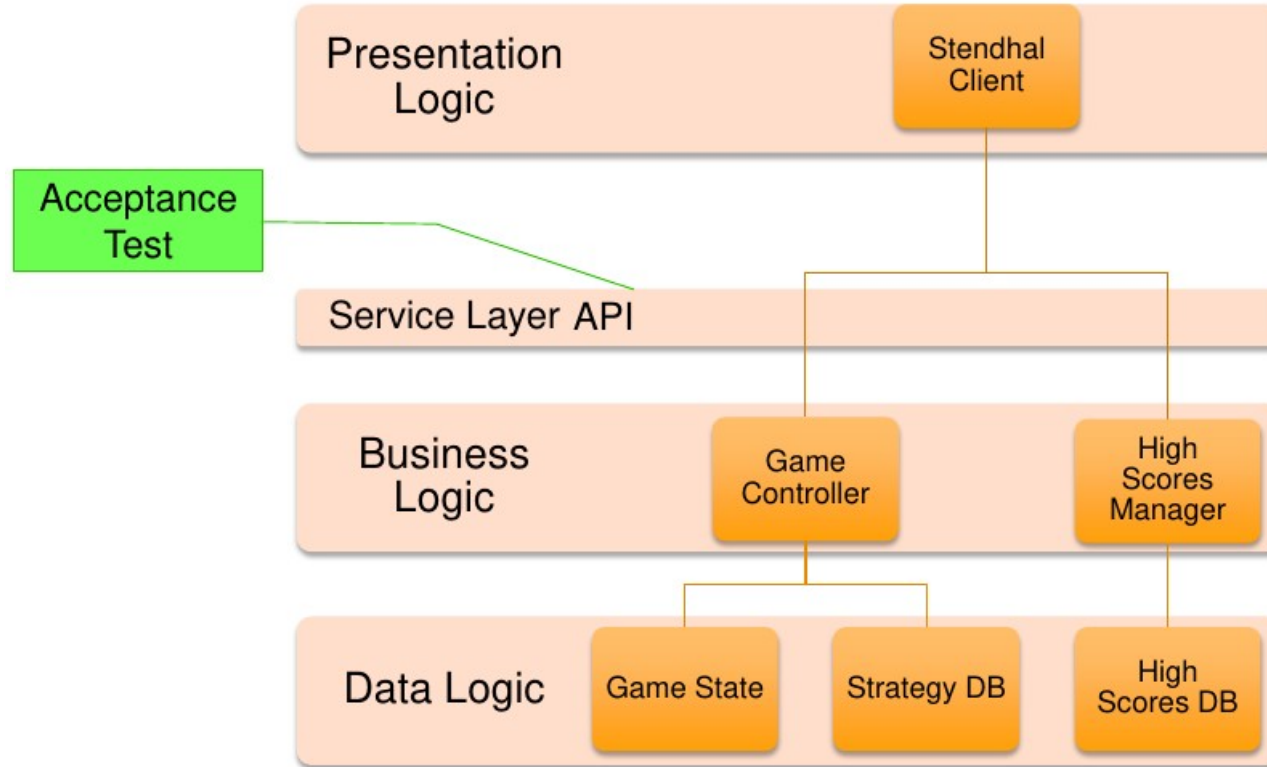 Presentation
Logic
Stendhal
Client
Acceptance
Test
Service Layer API
Business
Logic
Game
Controller
High
Scores
Manager
Data Logic
Game State
Strategy DB
High
Scores DB